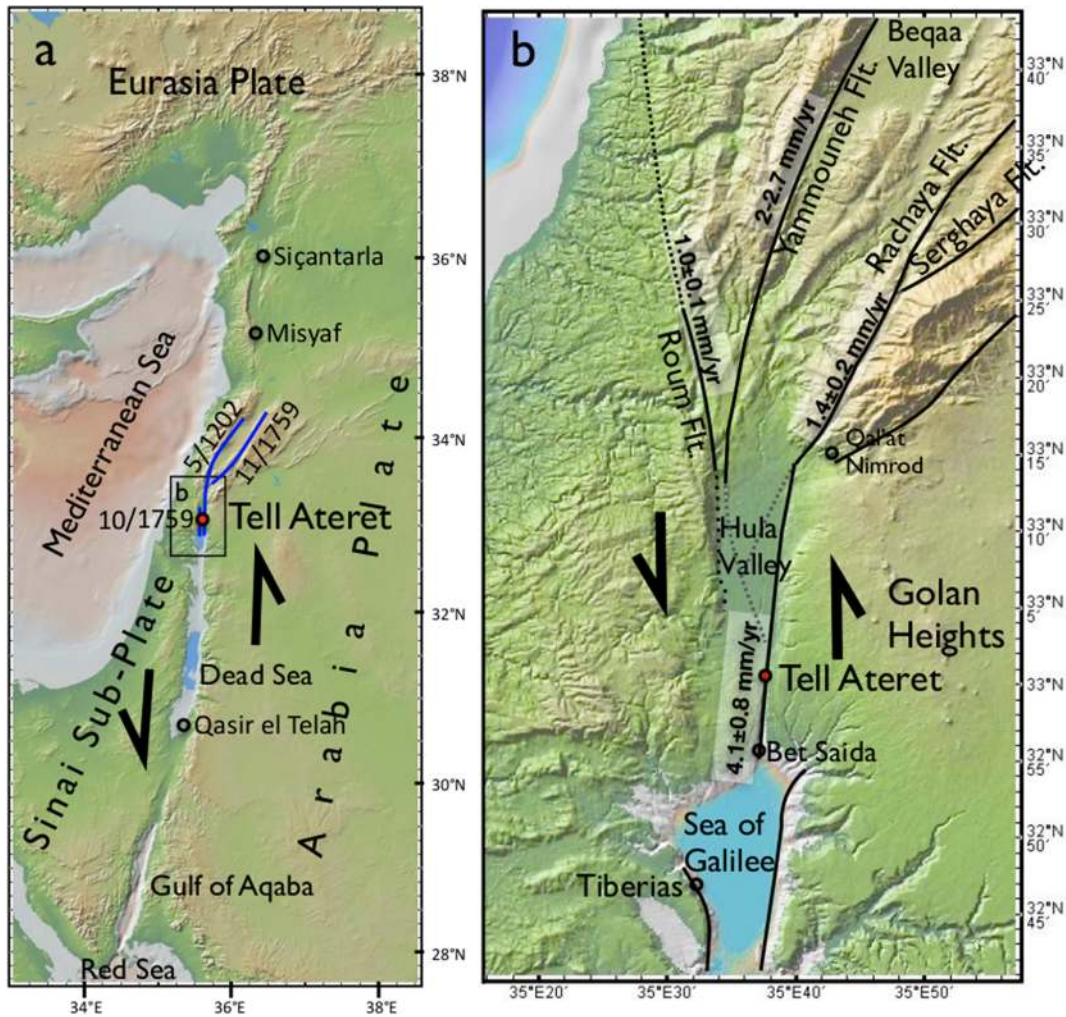 a
Eurasia Plate
38°N
36°N
34°N
32°N
30°N
28°N
34°E
36°E
38°E
Siçantarla
Misyaf
Mediterranean Sea
5/1202
11/1759
b
10/1759
Tell Ateret
Sinai Sub-Plate
Arabia Plate
Dead Sea
Qasir el Telah
Gulf of Aqaba
Red Sea
b
Beqaa
Valley
Yammouneh Flt.
2-2.7 mm/yr
Rachaya Flt.
Serghaya Flt.
1.0±0.1 mm/yr
Roum Flt.
1.4±0.2 mm/yr
Qal'at
Nimrod
Hula
Valley
Golan
Heights
4.1±0.8 mm/yr
Tell Ateret
Bet Saida
Sea of
Galilee
Tiberias
33°N
40′
33°N
35′
33°N
30′
33°N
25′
33°N
20′
33°N
15′
33°N
10′
33°N
5′
33°N
32°N
55′
32°N
50′
32°N
45′
35°E20′
35°E30′
35°E40′
35°E50′